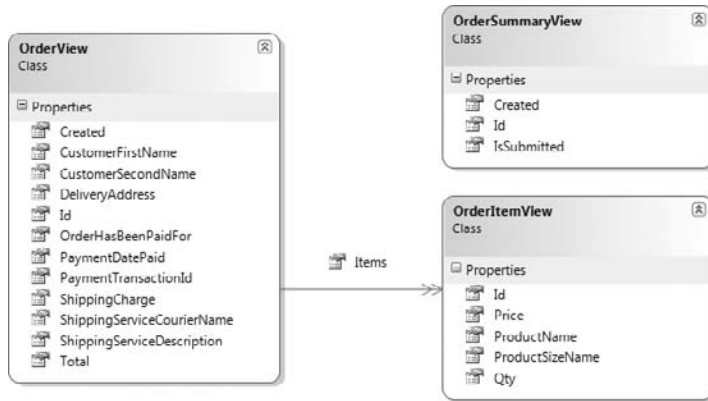 OrderView
Class
Properties
Created
CustomerFirstName
CustomerSecondName
DeliveryAddress
Id
OrderHasBeenPaidFor
PaymentDatePaid
PaymentTransactionId
ShippingCharge
ShippingServiceCourierName
ShippingServiceDescription
Total
Items
OrderSummaryView
Class
Properties
Created
Id
IsSubmitted
OrderItemView
Class
Properties
Id
Price
ProductName
ProductSizeName
Qty